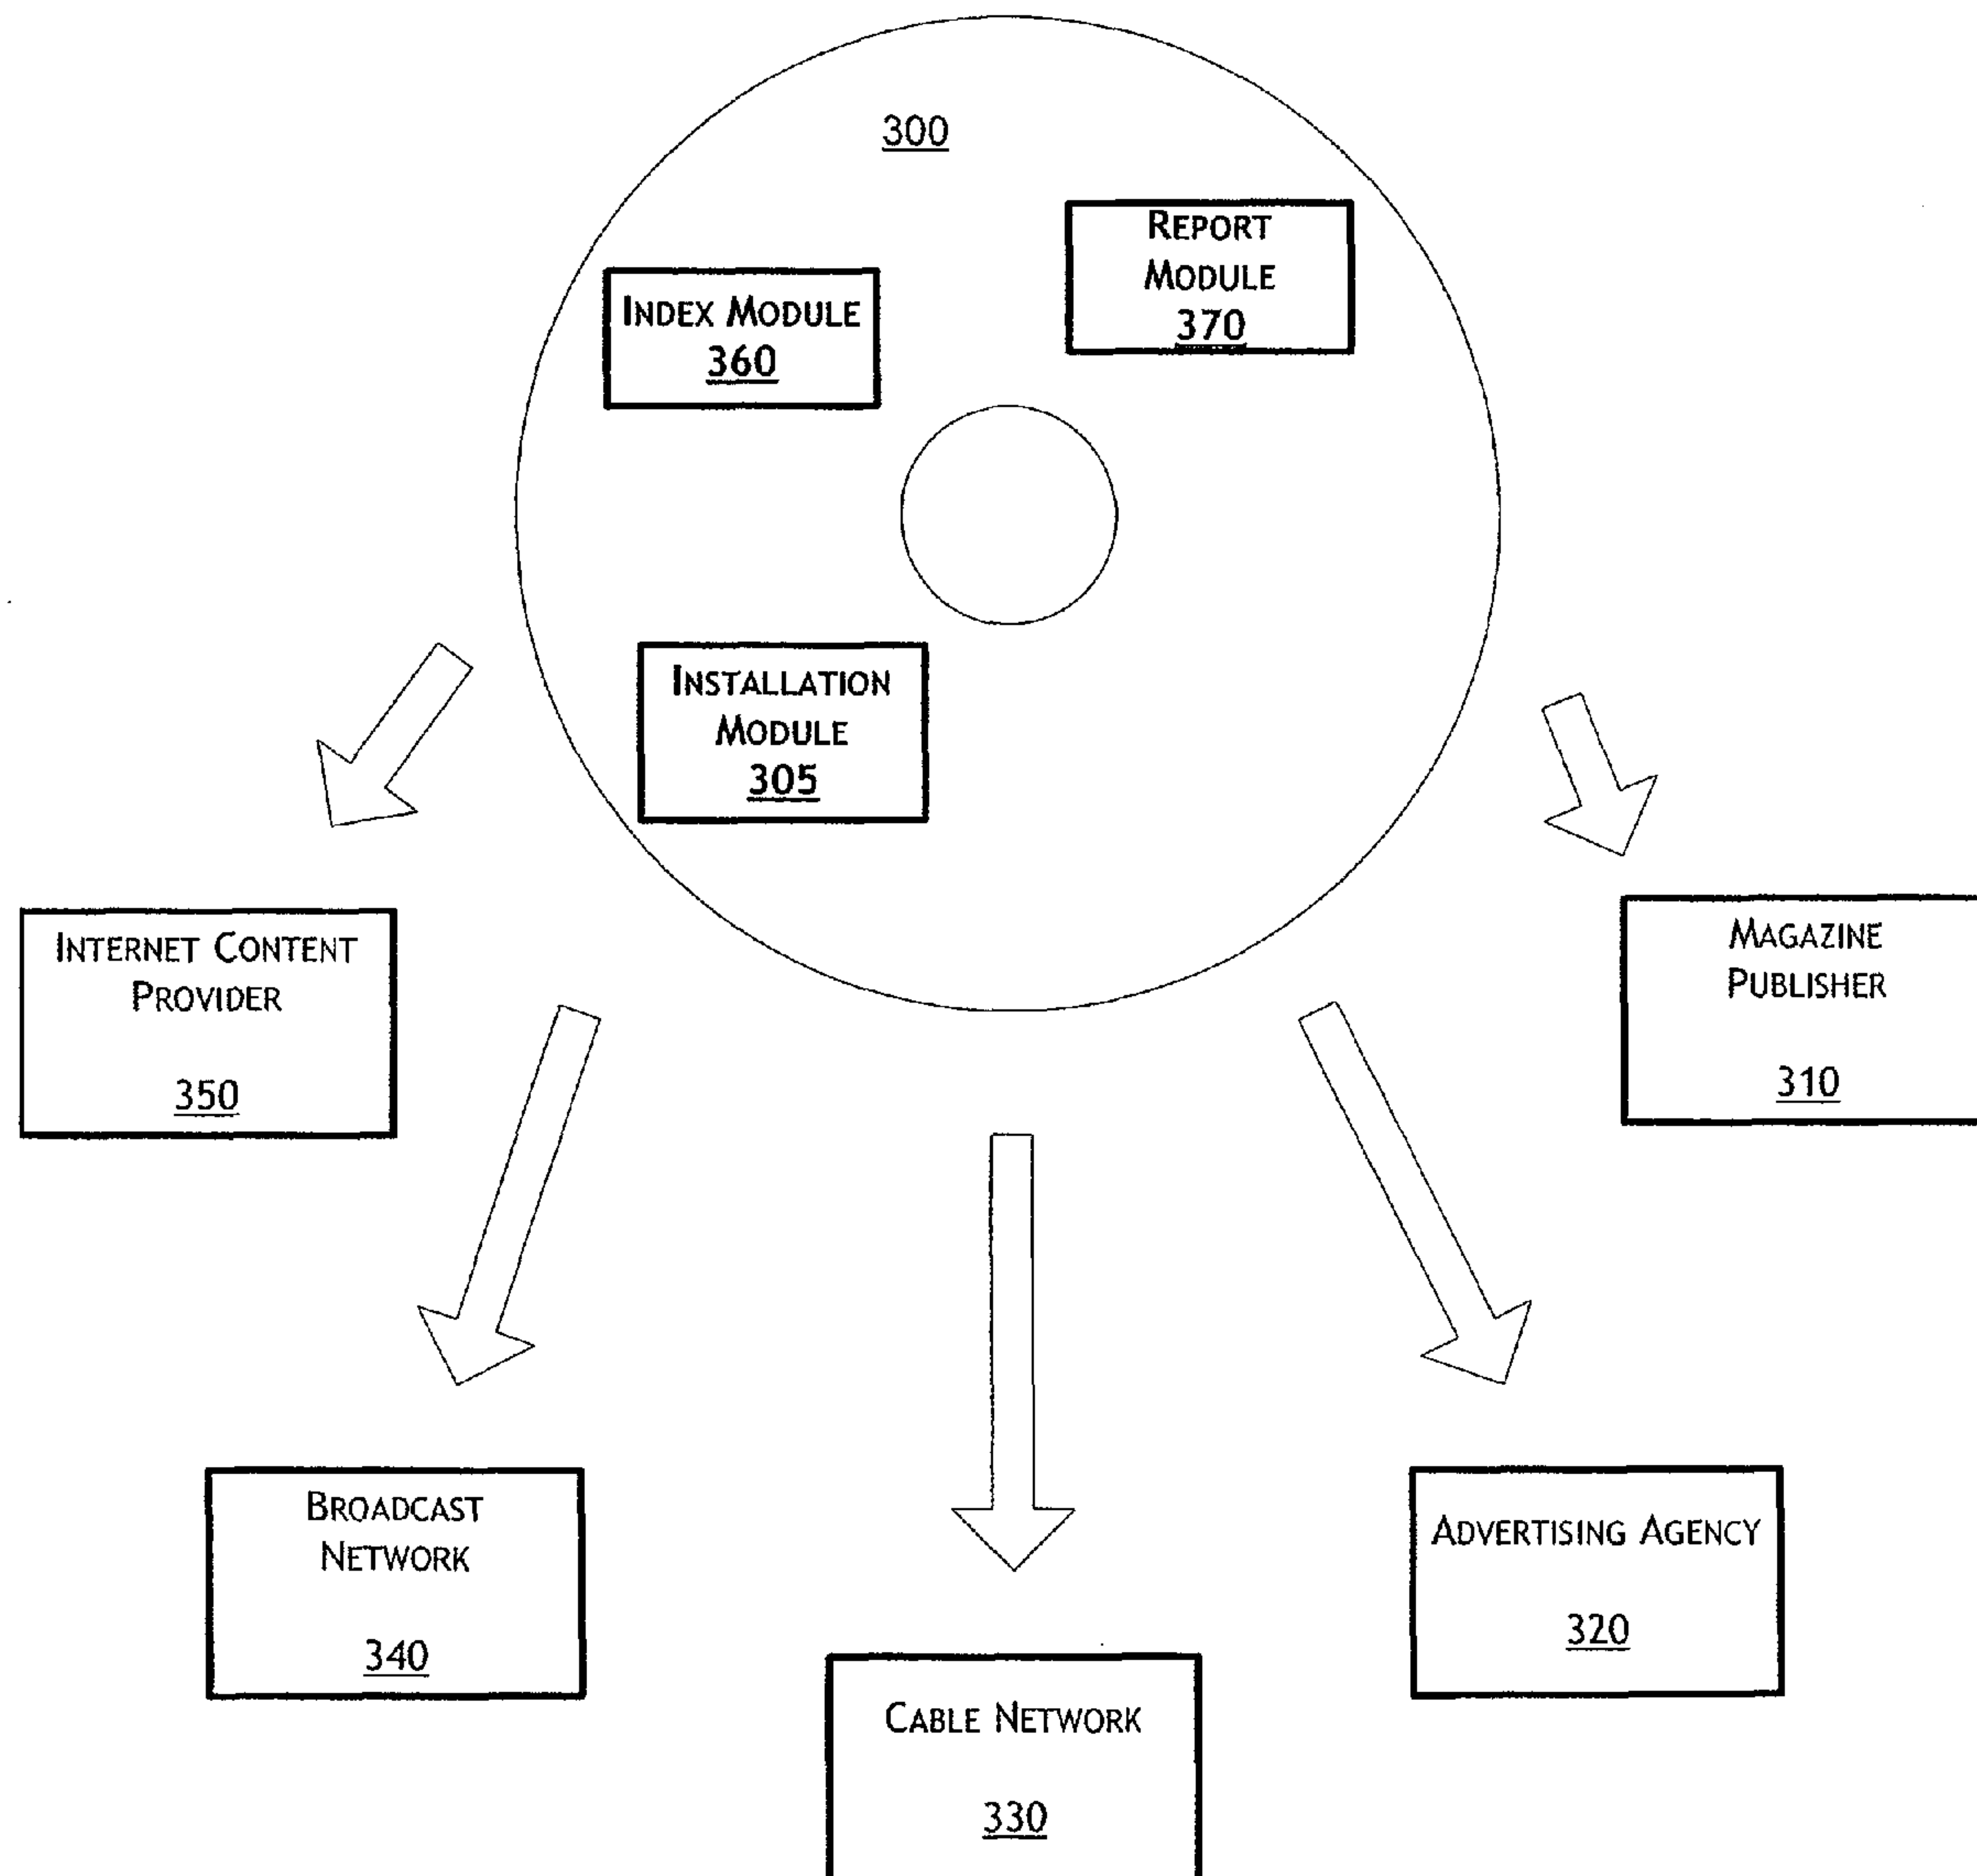 300
REPORT
MODULE
370
INDEX MODULE
360
INSTALLATION
MODULE
305
INTERNET CONTENT
PROVIDER
350
MAGAZINE
PUBLISHER
310
BROADCAST
NETWORK
340
ADVERTISING AGENCY
320
CABLE NETWORK
330